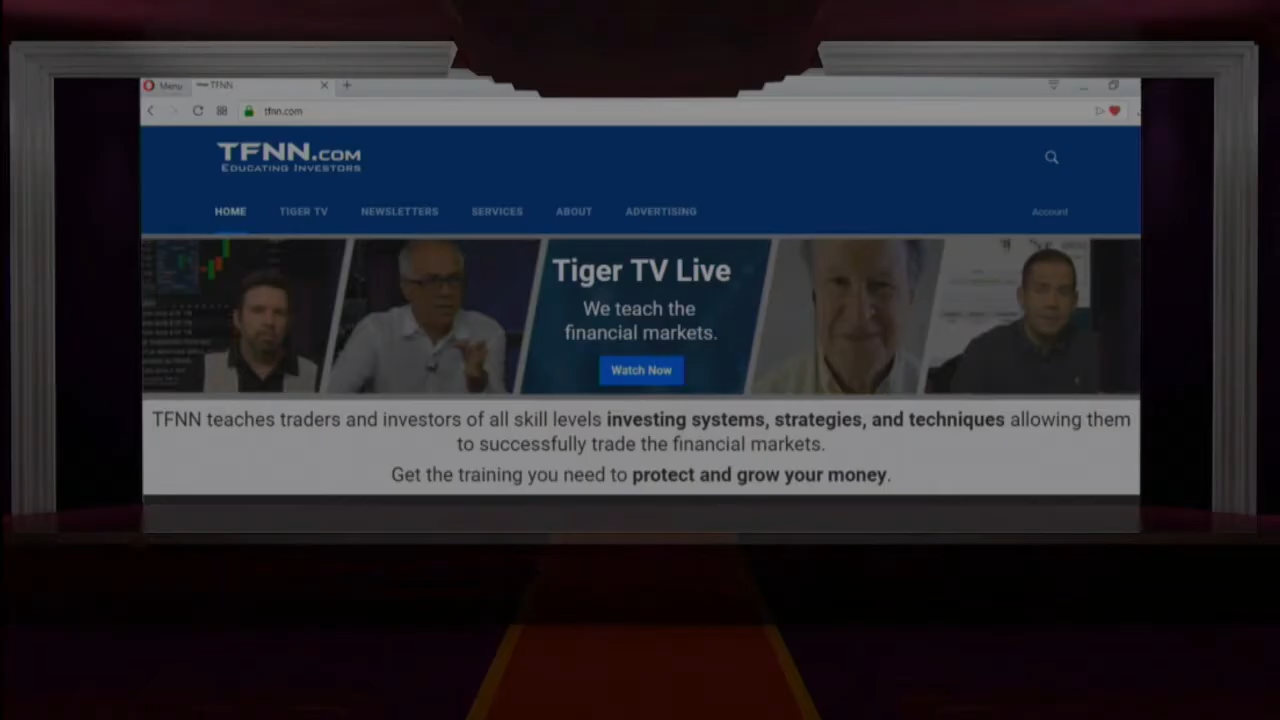 Menu
TFNN
tfnn.com
TFNN.COM
EDUCATING INVESTORS
HOME TIGER TV NEWSLETTERS SERVICES ABOUT ADVERTISING Account
Tiger TV Live
We teach the
financial markets.
Watch Now
TFNN teaches traders and investors of all skill levels investing systems, strategies, and techniques allowing them
to successfully trade the financial markets.
Get the training you need to protect and grow your money.